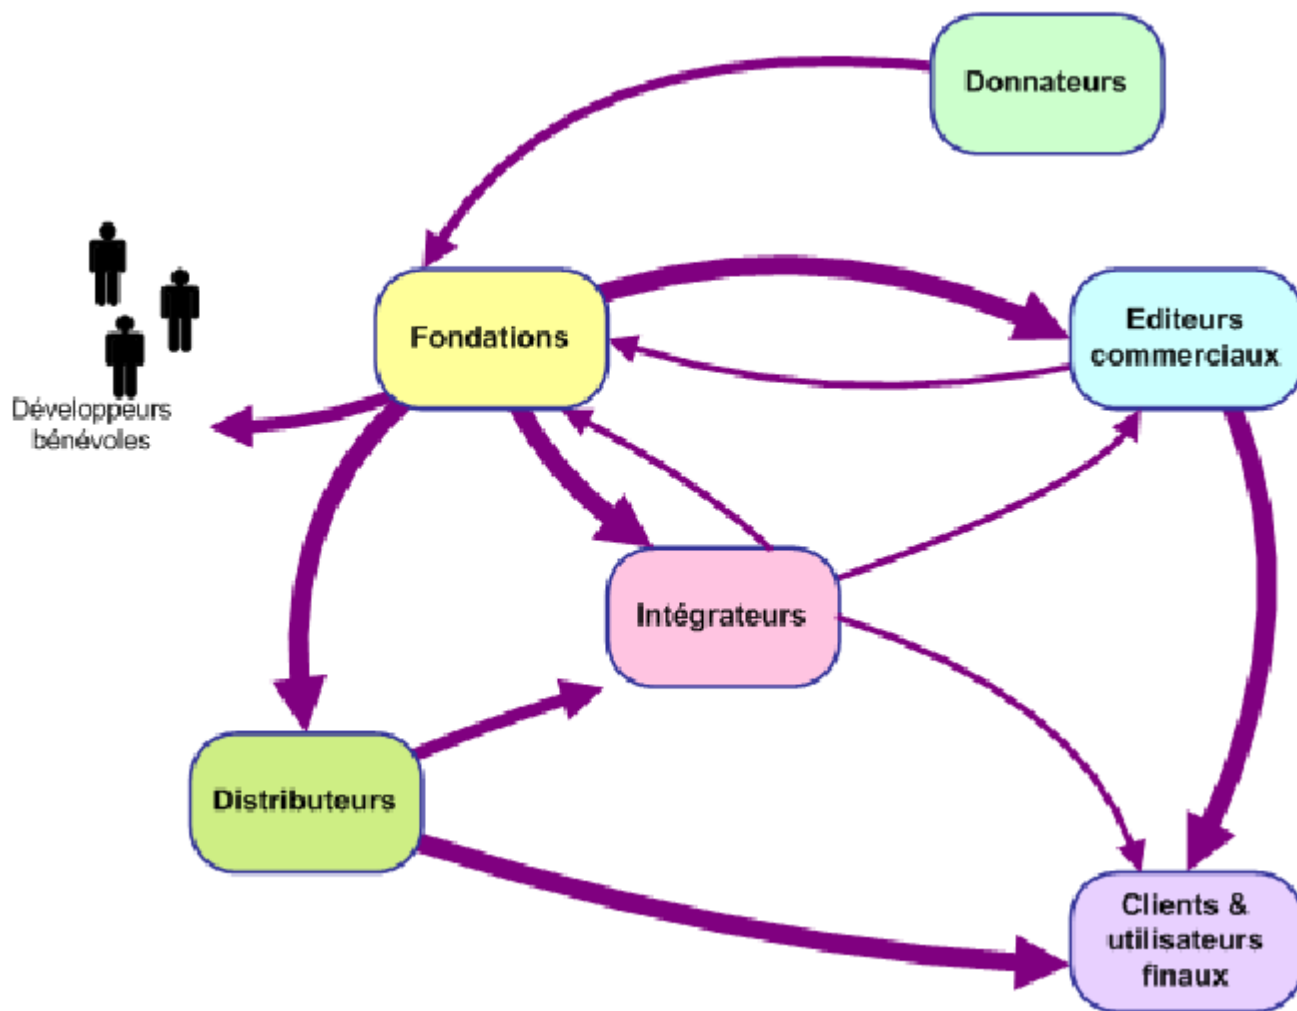 Donnateurs
Fondations
Editeurs
commerciaux
Développeurs
bénévoles
Intégrateurs
Distributeurs
Clients &
utilisateurs
finaux